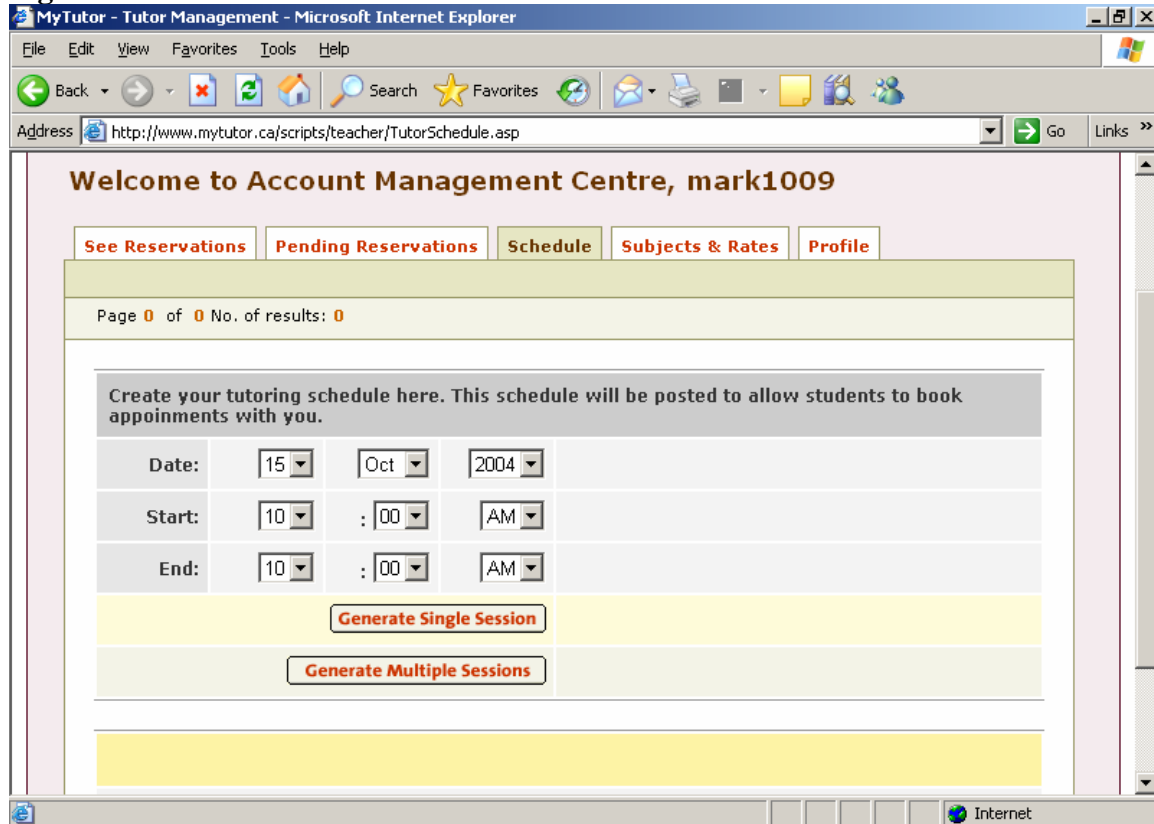 MyTutor - Tutor Management - Microsoft Internet Explorer
File Edit View Favorites Tools Help
Back Search Favorites
Address http://www.mytutor.ca/scripts/teacher/TutorSchedule.asp Go Links »
Welcome to Account Management Centre, mark1009
See Reservations Pending Reservations Schedule Subjects & Rates Profile
Page 0 of 0 No. of results: 0
Create your tutoring schedule here. This schedule will be posted to allow students to book
appoinments with you.
Date: 15 Oct 2004
Start: 10 : 00 AM
End: 10 : 00 AM
Generate Single Session
Generate Multiple Sessions
Internet